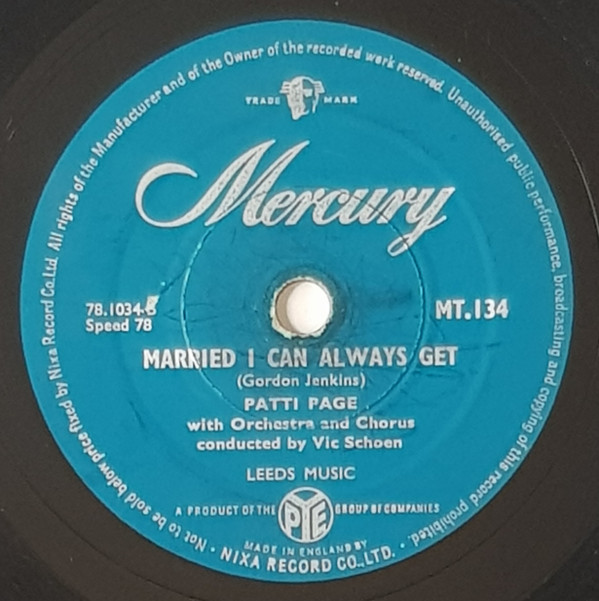 Not to be sold below price fixed by Nixa Record Co. Ltd. All rights of the Manufacturer and of the Owner of the recorded work reserved. Unauthorised public performance, broadcasting and copying of this record prohibited.
TRADE MARK
Mercury
78.1034.B MT.134
Speed 78
MARRIED I CAN ALWAYS GET
(Gordon Jenkins)
PATTI PAGE
with Orchestra and Chorus
conducted by Vic Schoen
LEEDS MUSIC
A PRODUCT OF THE PYE GROUP OF COMPANIES
MADE IN ENGLAND BY
NIXA RECORD CO., LTD.